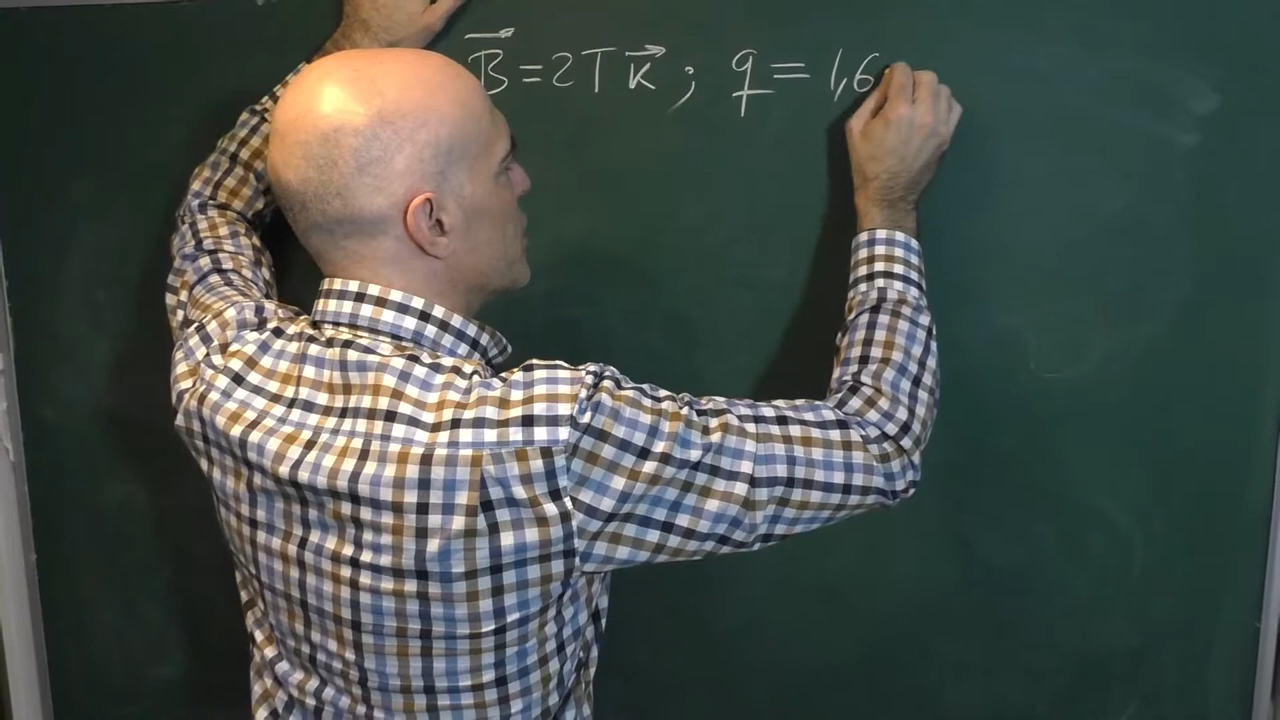 B⃗ = 2T k⃗ ; q = 1,6